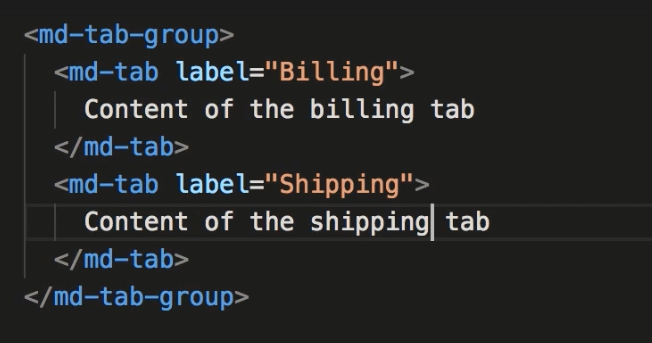 <md-tab-group>
<md-tab label="Billing">
Content of the billing tab
</md-tab>
<md-tab label="Shipping">
Content of the shipping tab
</md-tab>
</md-tab-group>